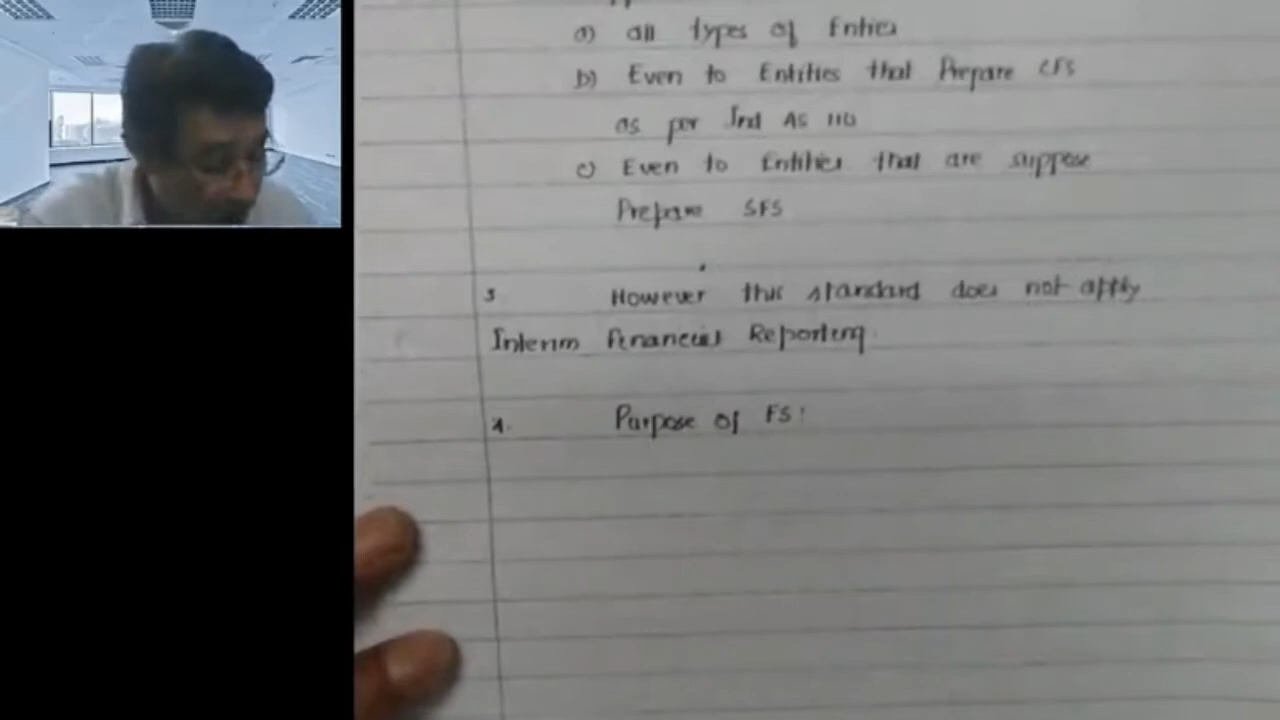 a) all types of Entities
b) Even to Entities that Prepare CFS
as per Ind AS 110
c) Even to Entities that are suppose
Prepare SFS
3 However this standard does not apply
Interim Financial Reporting.
4. Purpose of FS: